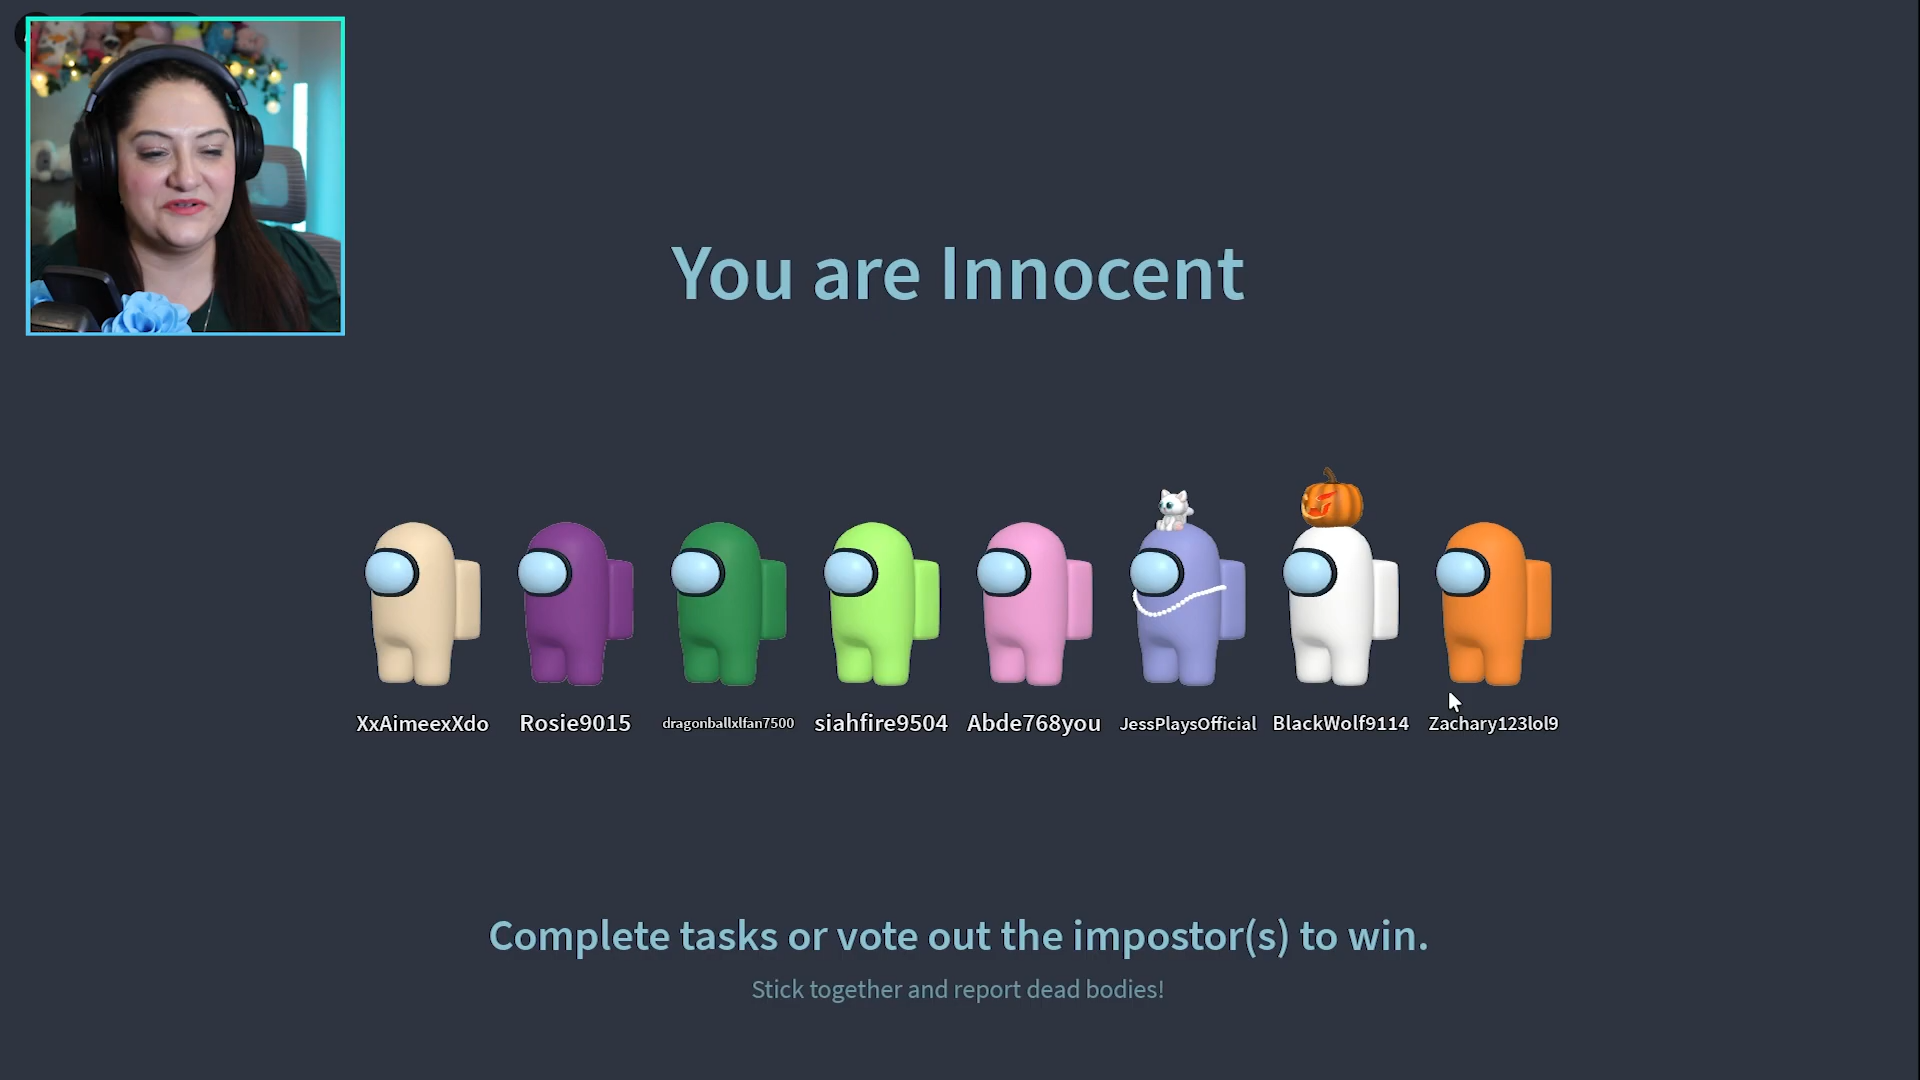 You are Innocent
XxAimeexXdo Rosie9015 dragonballxlfan7500 siahfire9504 Abde768you JessPlaysOfficial BlackWolf9114 Zachary123lol9
Complete tasks or vote out the impostor(s) to win.
Stick together and report dead bodies!